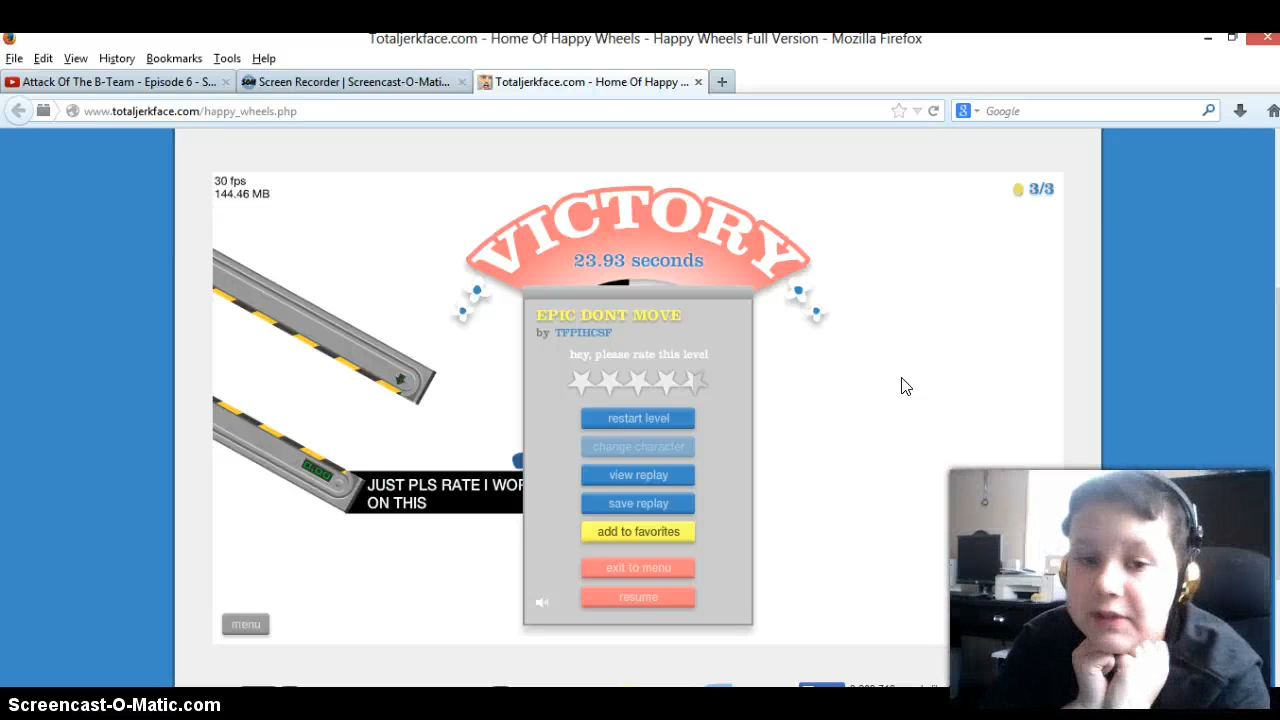 Totaljerkface.com - Home Of Happy Wheels - Happy Wheels Full Version - Mozilla Firefox
File Edit View History Bookmarks Tools Help
Attack Of The B-Team - Episode 6 - S...
Screen Recorder | Screencast-O-Mati...
Totaljerkface.com - Home Of Happy ...
www.totaljerkface.com/happy_wheels.php
Google
30 fps
144.46 MB
3/3
VICTORY
23.93 seconds
EPIC DONT MOVE
by TFPIHCSF
hey, please rate this level
restart level
change character
view replay
save replay
add to favorites
exit to menu
resume
0.00
JUST PLS RATE I WOR
ON THIS
menu
Screencast-O-Matic.com